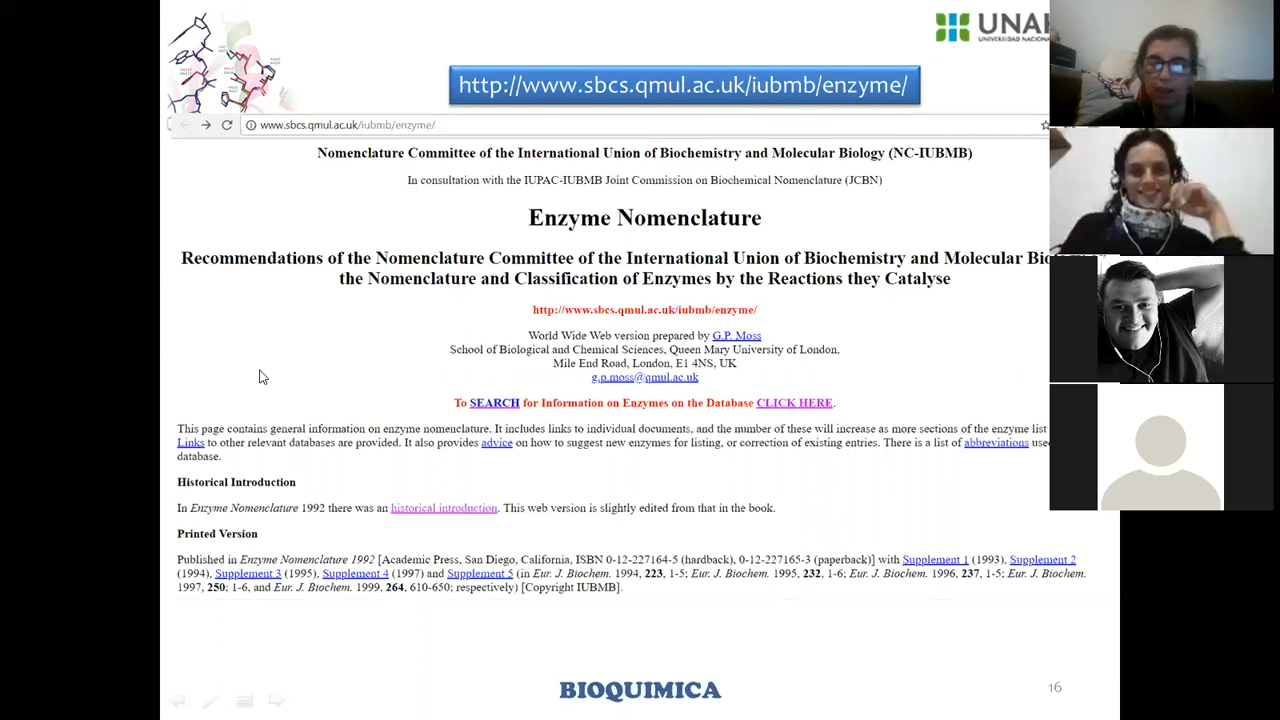 UNA
UNIVERSIDAD NACIONAL
http://www.sbcs.qmul.ac.uk/iubmb/enzyme/
www.sbcs.qmul.ac.uk/iubmb/enzyme/
Nomenclature Committee of the International Union of Biochemistry and Molecular Biology (NC-IUBMB)
In consultation with the IUPAC-IUBMB Joint Commission on Biochemical Nomenclature (JCBN)
Enzyme Nomenclature
Recommendations of the Nomenclature Committee of the International Union of Biochemistry and Molecular
the Nomenclature and Classification of Enzymes by the Reactions they Catalyse
http://www.sbcs.qmul.ac.uk/iubmb/enzyme/
World Wide Web version prepared by G.P. Moss
School of Biological and Chemical Sciences, Queen Mary University of London,
Mile End Road, London, E1 4NS, UK
g.p.moss@qmul.ac.uk
To SEARCH for Information on Enzymes on the Database CLICK HERE.
This page contains general information on enzyme nomenclature. It includes links to individual documents, and the number of these will increase as more sections of the enzyme list
Links to other relevant databases are provided. It also provides advice on how to suggest new enzymes for listing, or correction of existing entries. There is a list of abbreviations
database.
Historical Introduction
In Enzyme Nomenclature 1992 there was an historical introduction. This web version is slightly edited from that in the book.
Printed Version
Published in Enzyme Nomenclature 1992 [Academic Press, San Diego, California, ISBN 0-12-227164-5 (hardback), 0-12-227165-3 (paperback)] with Supplement 1 (1993), Supplement 2
(1994), Supplement 3 (1995), Supplement 4 (1997) and Supplement 5 (in Eur. J. Biochem. 1994, 223, 1-5; Eur. J. Biochem. 1995, 232, 1-6; Eur. J. Biochem. 1996, 237, 1-5; Eur. J. Biochem.
1997, 250; 1-6, and Eur. J. Biochem. 1999, 264, 610-650; respectively) [Copyright IUBMB].
BIOQUIMICA
16